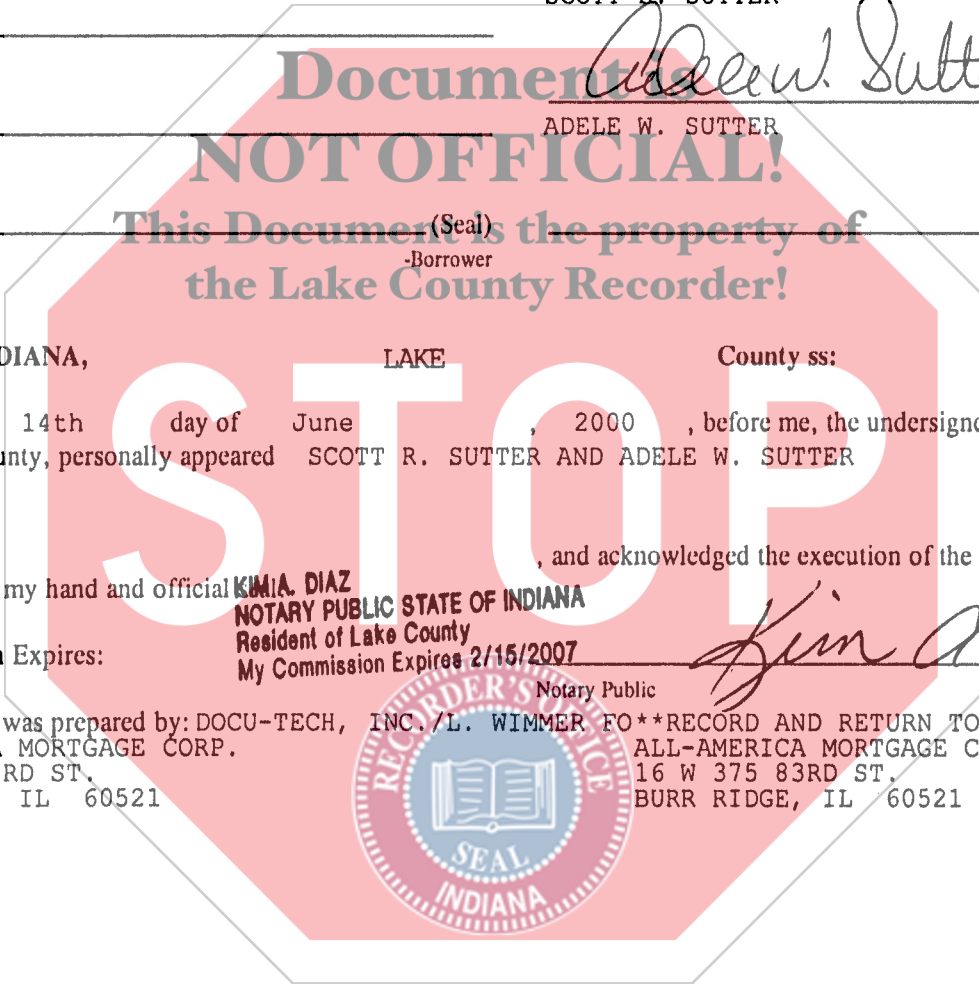 SCOTT R. SUTTER
Adele W. Sutt
Document is
ADELE W. SUTTER
NOT OFFICIAL!
(Seal)
This Document is the property of
-Borrower
the Lake County Recorder!
DIANA, LAKE County ss:
STOP
14th day of June , 2000 , before me, the undersigne
unty, personally appeared SCOTT R. SUTTER AND ADELE W. SUTTER
, and acknowledged the execution of the
my hand and official
KIM A. DIAZ
NOTARY PUBLIC STATE OF INDIANA
Resident of Lake County
My Commission Expires 2/15/2007
Expires:
Kim A
Notary Public
was prepared by: DOCU-TECH, INC./L. WIMMER FO**RECORD AND RETURN TO
A MORTGAGE CORP. ALL-AMERICA MORTGAGE C
RD ST. 16 W 375 83RD ST.
IL 60521 BURR RIDGE, IL 60521
RECORDER'S OFFICE
SEAL
INDIANA